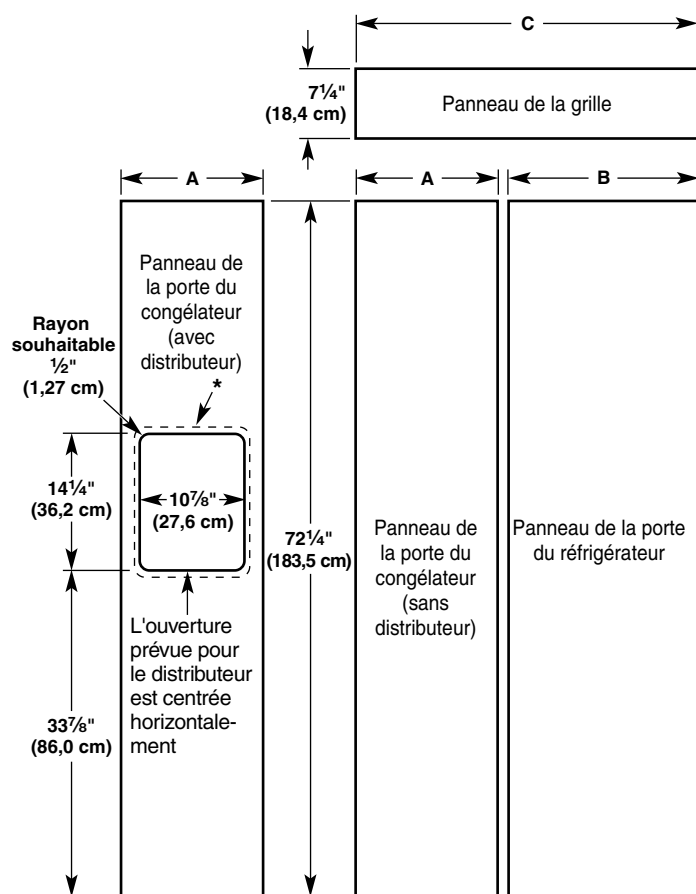 C
7¼"
(18,4 cm)
Panneau de la grille
A
A
B
Panneau de
la porte du
congélateur
(avec
distributeur)
*
Rayon
souhaitable
½"
(1,27 cm)
14¼"
(36,2 cm)
10⅞"
(27,6 cm)
72¼"
(183,5 cm)
Panneau de
la porte du
congélateur
(sans
distributeur)
Panneau de la porte
du réfrigérateur
L'ouverture
prévue pour
le distributeur
est centrée
horizontale-
ment
33⅞"
(86,0 cm)